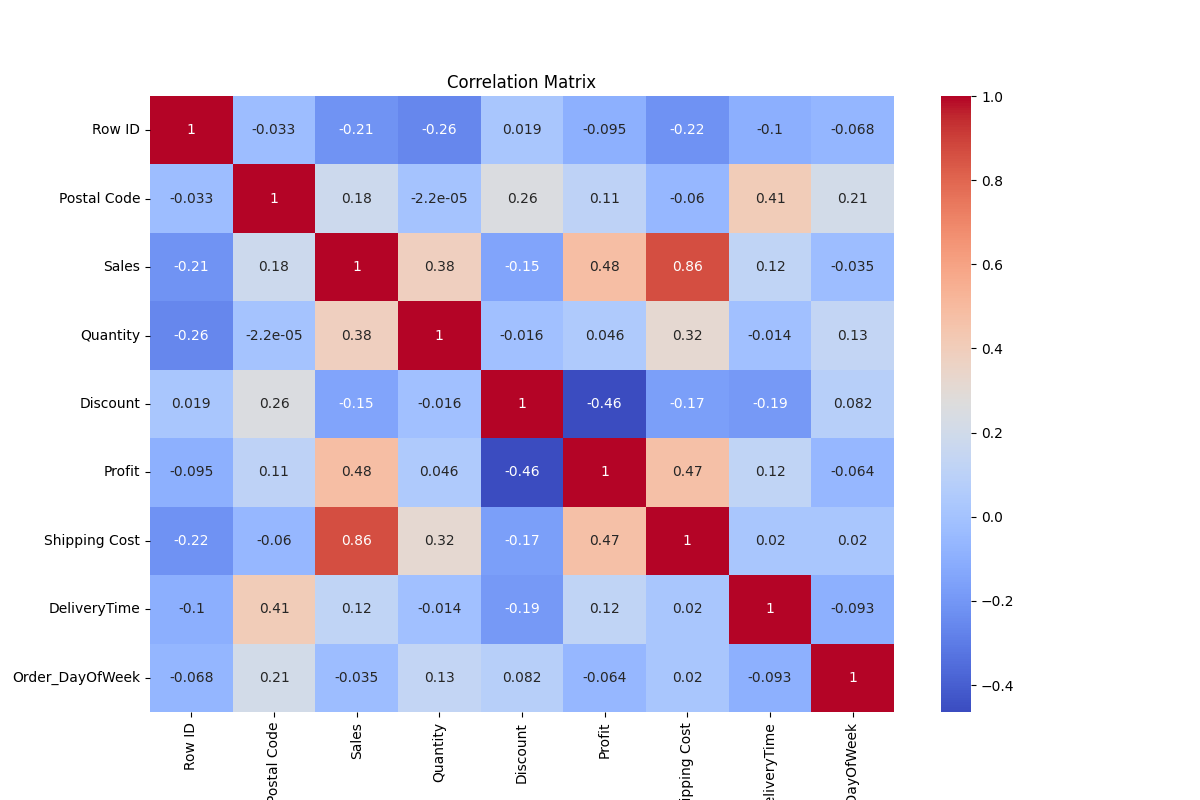 Correlation Matrix
Row ID 1 -0.033 -0.21 -0.26 0.019 -0.095 -0.22 -0.1 -0.068
Postal Code -0.033 1 0.18 -2.2e-05 0.26 0.11 -0.06 0.41 0.21
Sales -0.21 0.18 1 0.38 -0.15 0.48 0.86 0.12 -0.035
Quantity -0.26 -2.2e-05 0.38 1 -0.016 0.046 0.32 -0.014 0.13
Discount 0.019 0.26 -0.15 -0.016 1 -0.46 -0.17 -0.19 0.082
Profit -0.095 0.11 0.48 0.046 -0.46 1 0.47 0.12 -0.064
Shipping Cost -0.22 -0.06 0.86 0.32 -0.17 0.47 1 0.02 0.02
DeliveryTime -0.1 0.41 0.12 -0.014 -0.19 0.12 0.02 1 -0.093
Order_DayOfWeek -0.068 0.21 -0.035 0.13 0.082 -0.064 0.02 -0.093 1
Row ID
Postal Code
Sales
Quantity
Discount
Profit
ipping Cost
eliveryTime
DayOfWeek
1.0
0.8
0.6
0.4
0.2
0.0
−0.2
−0.4